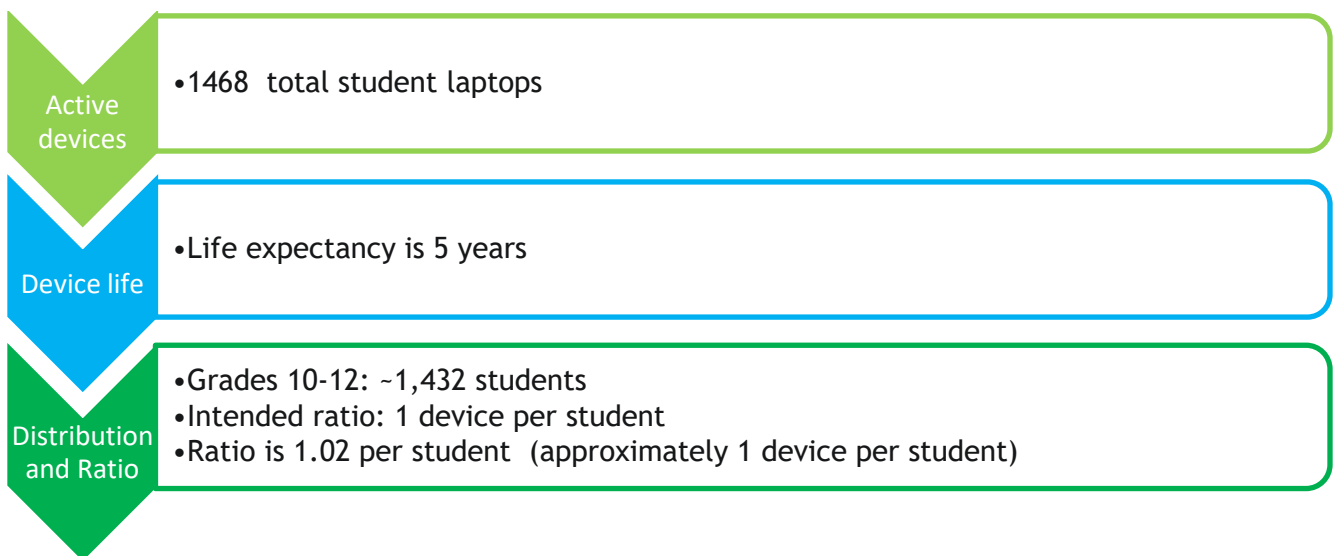 Active
devices
•1468  total student laptops
Device life
•Life expectancy is 5 years
Distribution
and Ratio
•Grades 10-12: ~1,432 students
•Intended ratio: 1 device per student
•Ratio is 1.02 per student  (approximately 1 device per student)